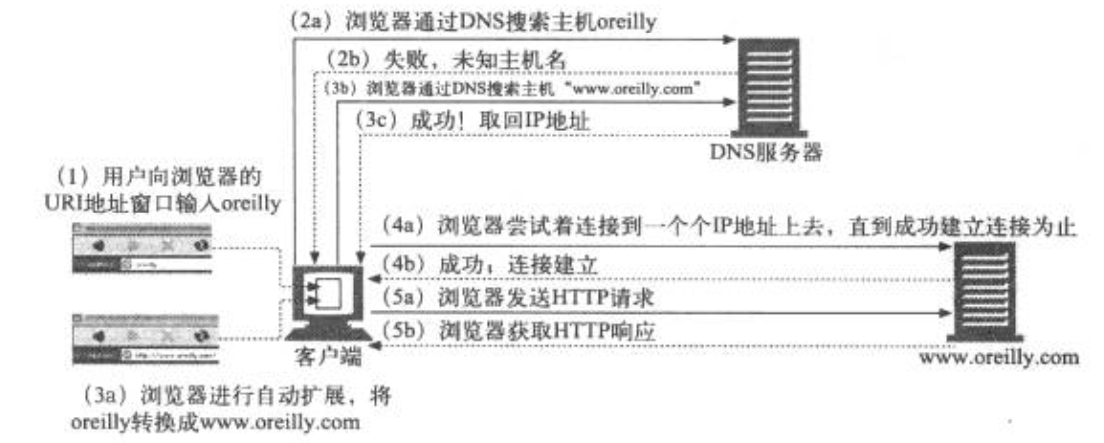 (2a) 浏览器通过DNS搜索主机oreilly
(2b) 失败，未知主机名
(3b) 浏览器通过DNS搜索主机 “www.oreilly.com”
(3c) 成功！取回IP地址
DNS服务器
(1) 用户向浏览器的
URI地址窗口输入oreilly
(4a) 浏览器尝试着连接到一个个IP地址上去，直到成功建立连接为止
(4b) 成功；连接建立
(5a) 浏览器发送HTTP请求
(5b) 浏览器获取HTTP响应
客户端
www.oreilly.com
(3a) 浏览器进行自动扩展，将
oreilly转换成www.oreilly.com